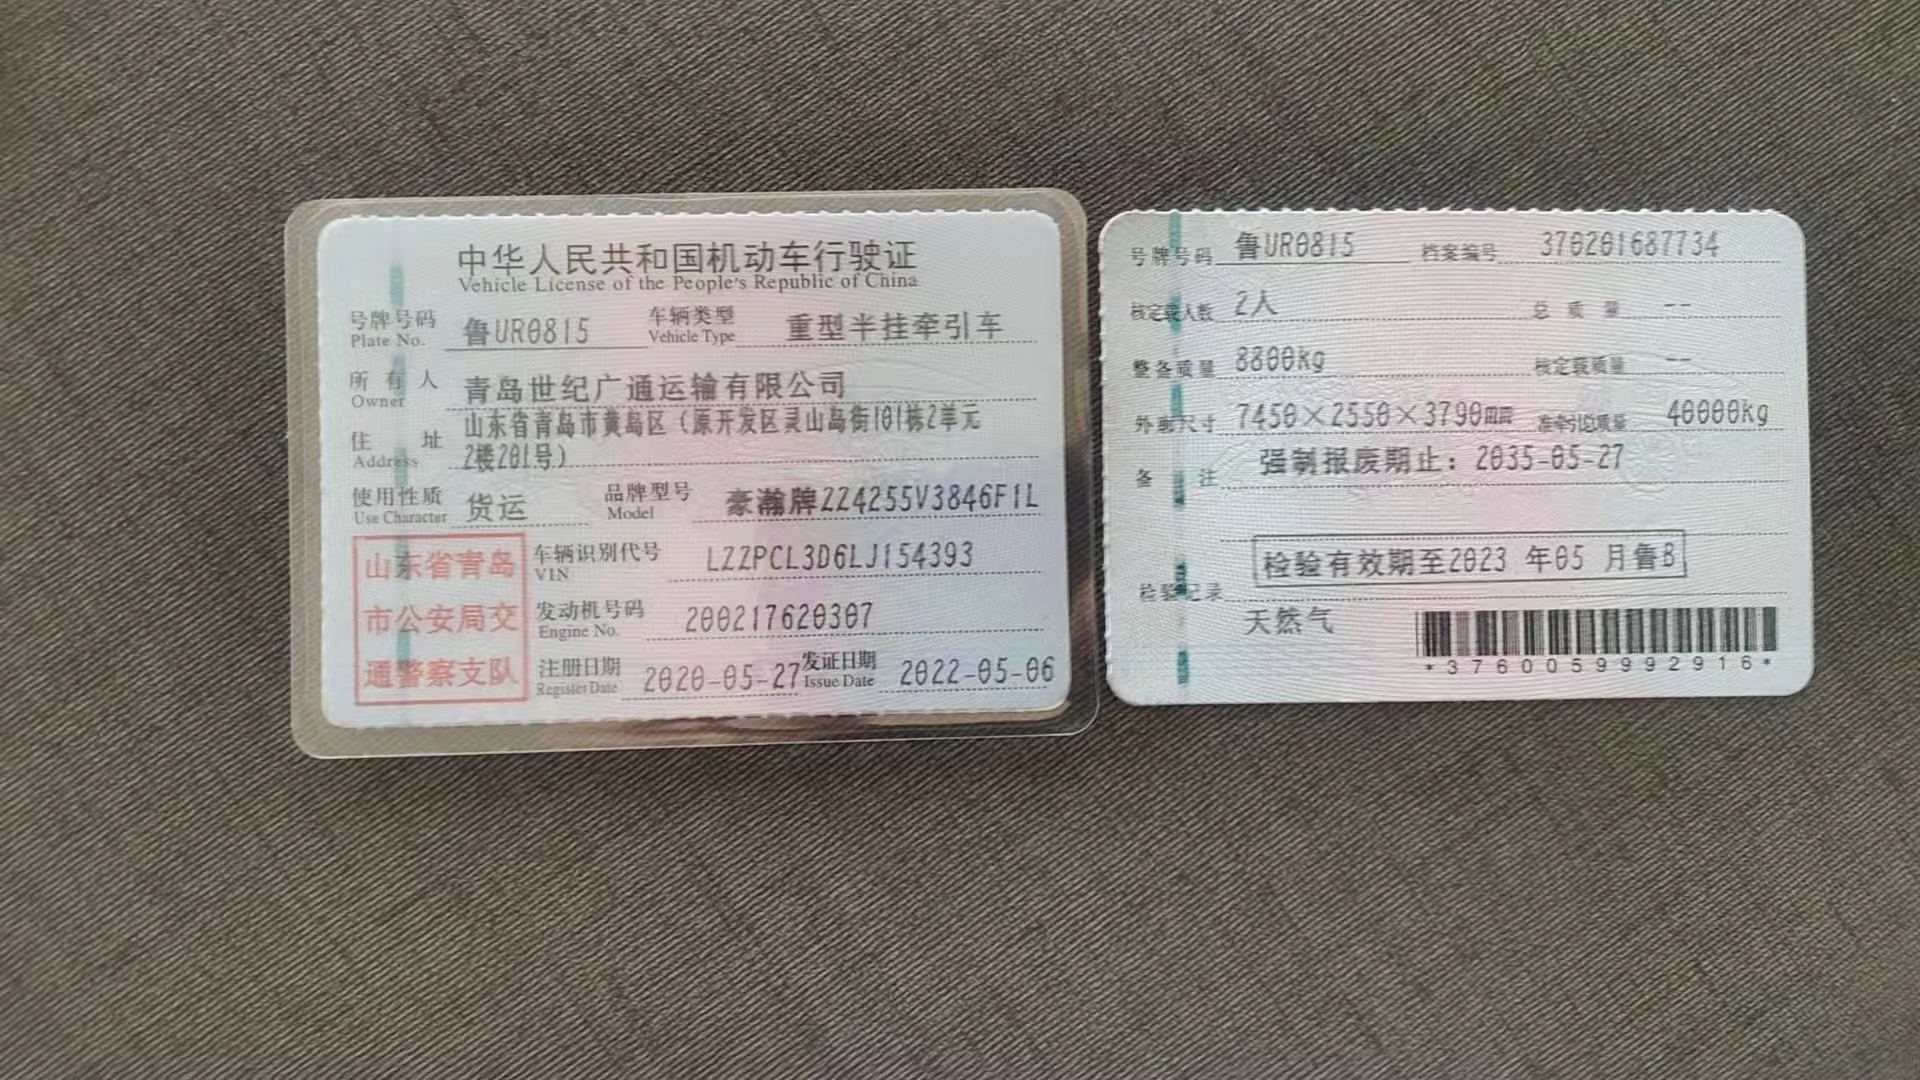 中华人民共和国机动车行驶证
Vehicle License of the People's Republic of China
号牌号码 鲁UR0815 车辆类型 重型半挂牵引车
Plate No. Vehicle Type
所有人 青岛世纪广通运输有限公司
Owner
住址 山东省青岛市黄岛区(原开发区灵山岛街101栋2单元
Address 2楼201号)
使用性质 货运 品牌型号 豪瀚牌ZZ4255V3846F1L
Use Character Model
山东省青岛
市公安局交
通警察支队
车辆识别代号 LZZPCL3D6LJ154393
VIN
发动机号码 200217620307
Engine No.
注册日期 2020-05-27 发证日期 2022-05-06
Register Date Issue Date
号牌号码 鲁UR0815 档案编号 370201687734
核定载人数 2人 总质量 --
整备质量 8800kg 核定载质量 --
外廓尺寸 7450×2550×3790mm 准牵引总质量 40000kg
备注 强制报废期止:2035-05-27
检验有效期至2023 年05 月鲁B
检验记录
天然气
*3760059992916*